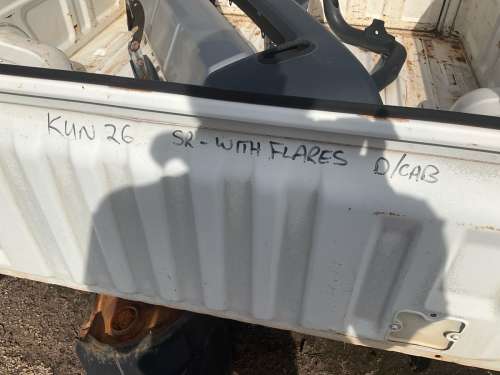 KUN 26 SR - WITH FLARES D/CAB